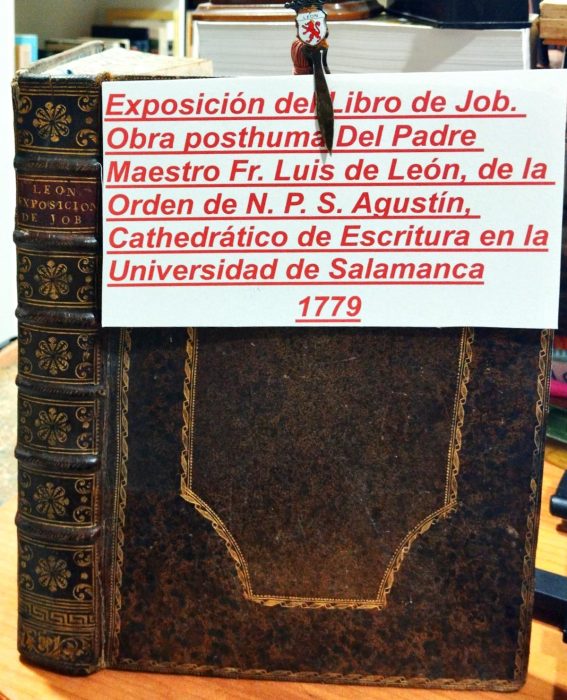 LEON
Exposición del Libro de Job.
Obra posthuma Del Padre
Maestro Fr. Luis de León, de la
Orden de N. P. S. Agustín,
Cathedrático de Escritura en la
Universidad de Salamanca
1779
LEON
EXPOSICION
DE JOB